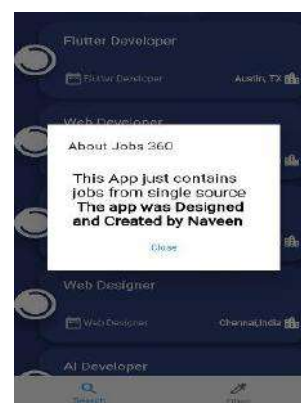 Flutter Developer
Flutter Developer Austin, TX
Web Developer
About Jobs 360
This App just contains
jobs from single source
The app was Designed
and Created by Naveen
Close
Web Designer
Web Designer Chennai,India
AI Developer
Search